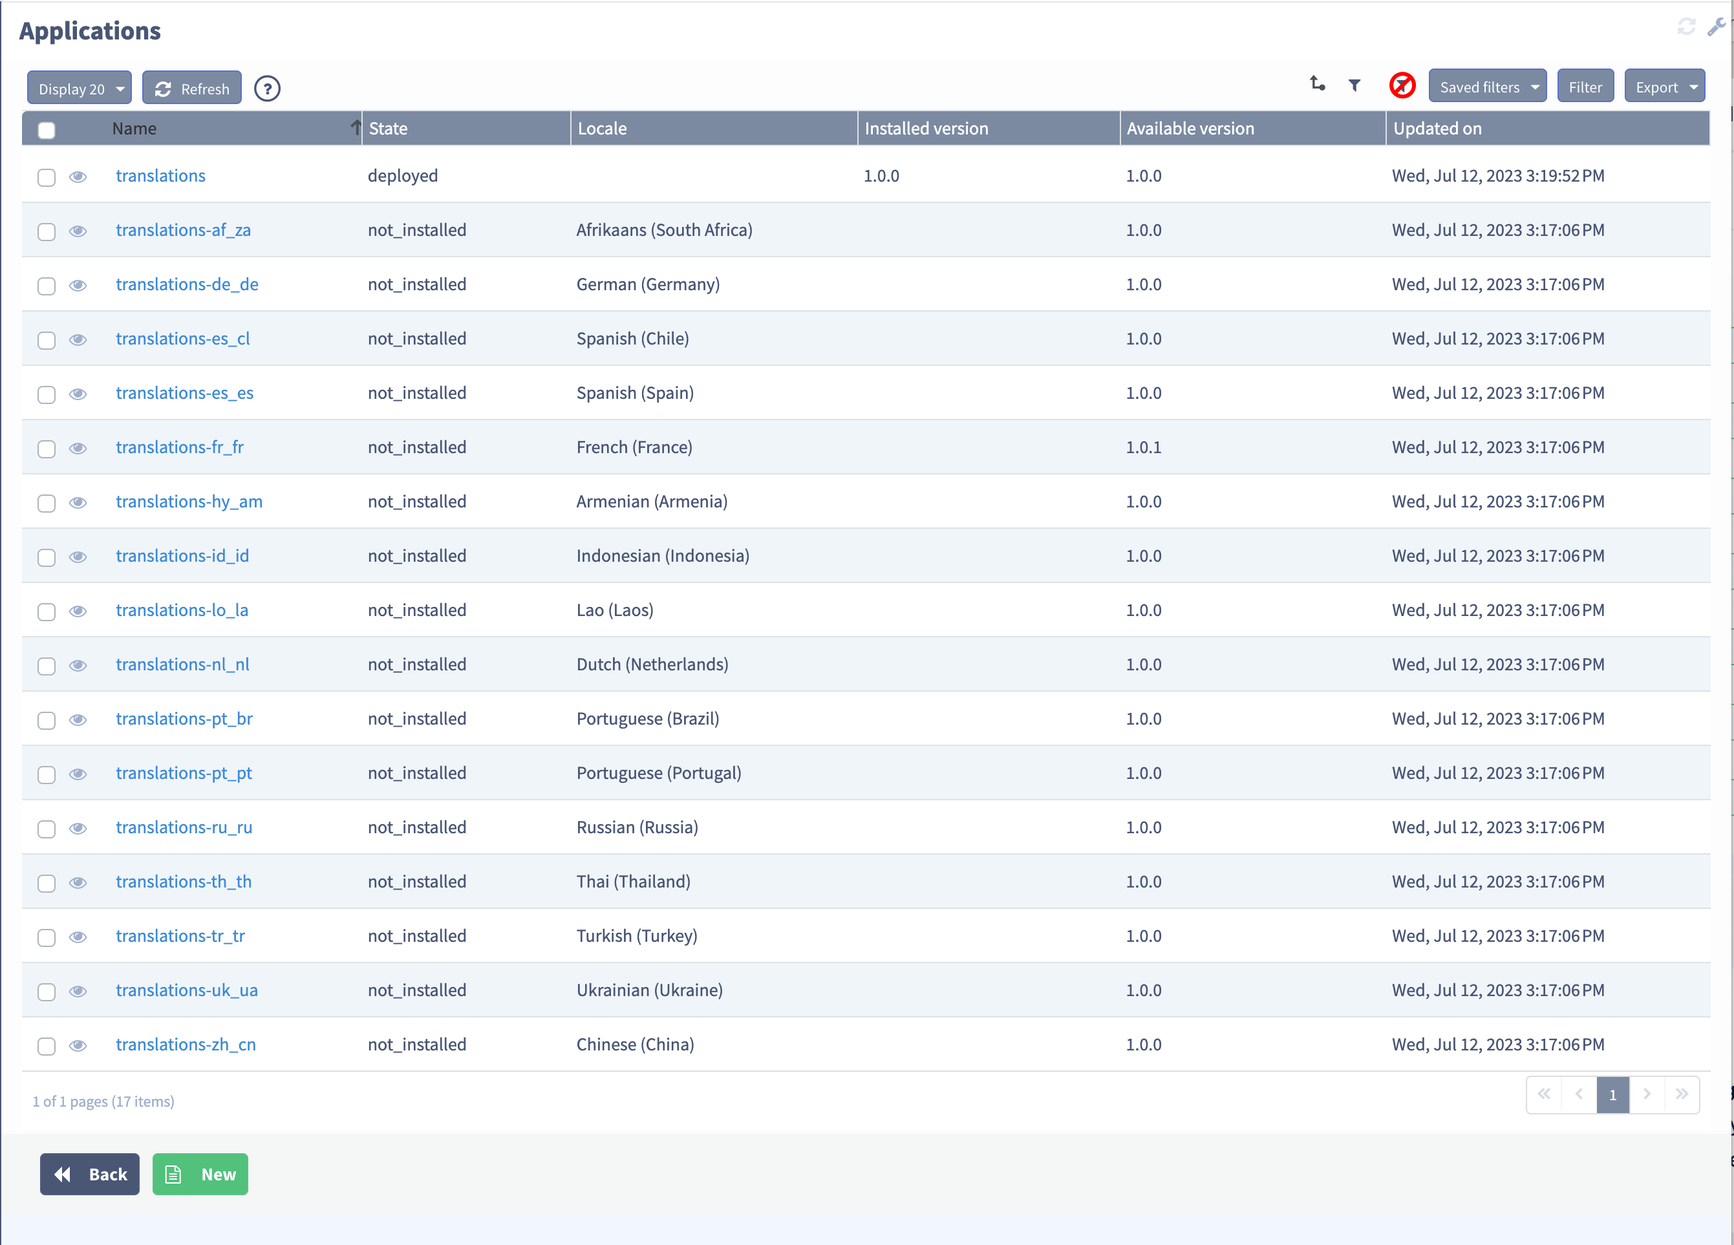 Applications
Display 20 Refresh ? Saved filters Filter Export
Name State Locale Installed version Available version Updated on
translations deployed 1.0.0 1.0.0 Wed, Jul 12, 2023 3:19:52 PM
translations-af_za not_installed Afrikaans (South Africa) 1.0.0 Wed, Jul 12, 2023 3:17:06 PM
translations-de_de not_installed German (Germany) 1.0.0 Wed, Jul 12, 2023 3:17:06 PM
translations-es_cl not_installed Spanish (Chile) 1.0.0 Wed, Jul 12, 2023 3:17:06 PM
translations-es_es not_installed Spanish (Spain) 1.0.0 Wed, Jul 12, 2023 3:17:06 PM
translations-fr_fr not_installed French (France) 1.0.1 Wed, Jul 12, 2023 3:17:06 PM
translations-hy_am not_installed Armenian (Armenia) 1.0.0 Wed, Jul 12, 2023 3:17:06 PM
translations-id_id not_installed Indonesian (Indonesia) 1.0.0 Wed, Jul 12, 2023 3:17:06 PM
translations-lo_la not_installed Lao (Laos) 1.0.0 Wed, Jul 12, 2023 3:17:06 PM
translations-nl_nl not_installed Dutch (Netherlands) 1.0.0 Wed, Jul 12, 2023 3:17:06 PM
translations-pt_br not_installed Portuguese (Brazil) 1.0.0 Wed, Jul 12, 2023 3:17:06 PM
translations-pt_pt not_installed Portuguese (Portugal) 1.0.0 Wed, Jul 12, 2023 3:17:06 PM
translations-ru_ru not_installed Russian (Russia) 1.0.0 Wed, Jul 12, 2023 3:17:06 PM
translations-th_th not_installed Thai (Thailand) 1.0.0 Wed, Jul 12, 2023 3:17:06 PM
translations-tr_tr not_installed Turkish (Turkey) 1.0.0 Wed, Jul 12, 2023 3:17:06 PM
translations-uk_ua not_installed Ukrainian (Ukraine) 1.0.0 Wed, Jul 12, 2023 3:17:06 PM
translations-zh_cn not_installed Chinese (China) 1.0.0 Wed, Jul 12, 2023 3:17:06 PM
1 of 1 pages (17 items) « ‹ 1 › »
Back New